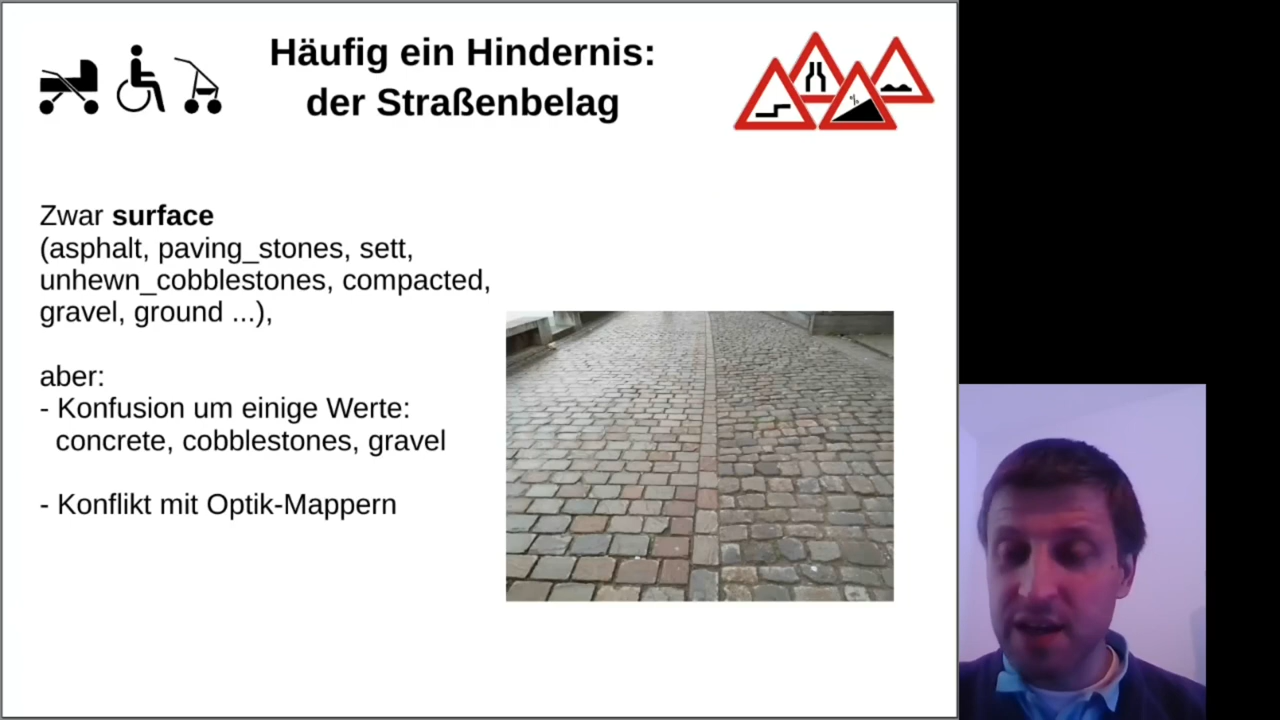 Häufig ein Hindernis:
der Straßenbelag
Zwar surface
(asphalt, paving_stones, sett,
unhewn_cobblestones, compacted,
gravel, ground ...),
aber:
- Konfusion um einige Werte:
concrete, cobblestones, gravel
- Konflikt mit Optik-Mappern